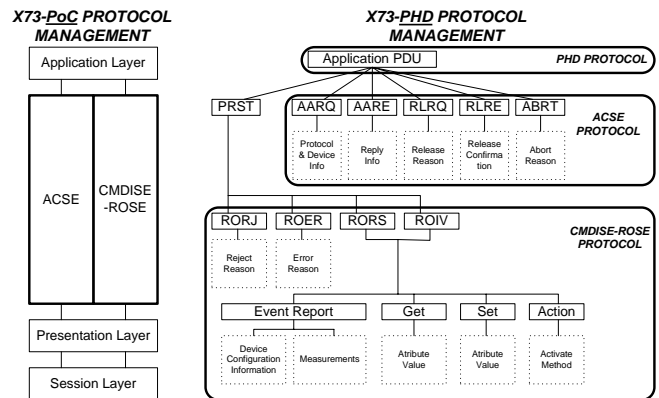 X73-PoC PROTOCOL
MANAGEMENT
Application Layer
ACSE
CMDISE
-ROSE
Presentation Layer
Session Layer
X73-PHD PROTOCOL
MANAGEMENT
Application PDU
PHD PROTOCOL
PRST
AARQ
AARE
RLRQ
RLRE
ABRT
ACSE
PROTOCOL
Protocol
& Device
Info
Reply
Info
Release
Reason
Release
Confirma
tion
Abort
Reason
RORJ
ROER
RORS
ROIV
CMDISE-ROSE
PROTOCOL
Reject
Reason
Error
Reason
Event Report
Get
Set
Action
Device
Configuration
Information
Measurements
Atribute
Value
Atribute
Value
Activate
Method